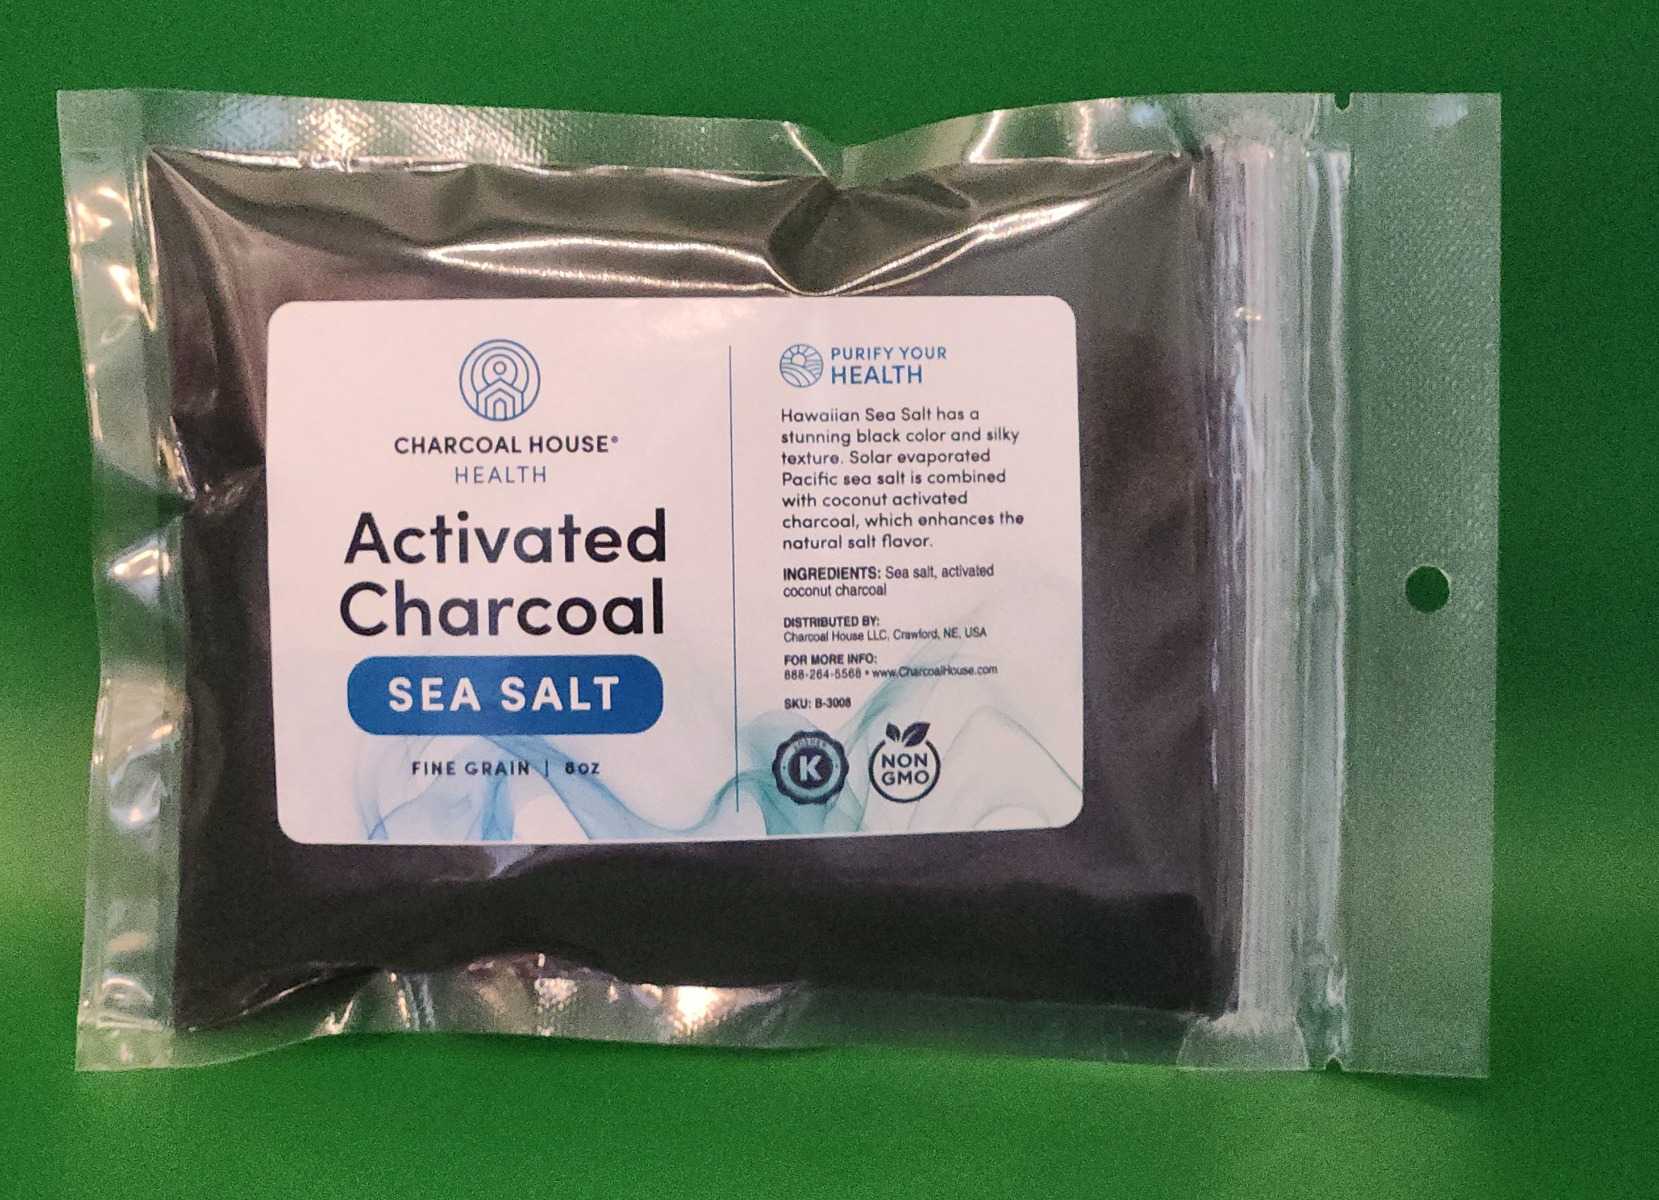 CHARCOAL HOUSE®
HEALTH
Activated
Charcoal
SEA SALT
FINE GRAIN | 8OZ
PURIFY YOUR
HEALTH
Hawaiian Sea Salt has a
stunning black color and silky
texture. Solar evaporated
Pacific sea salt is combined
with coconut activated
charcoal, which enhances the
natural salt flavor.
INGREDIENTS: Sea salt, activated
coconut charcoal
DISTRIBUTED BY:
Charcoal House LLC, Crawford, NE, USA
FOR MORE INFO:
888-264-5568 • www.CharcoalHouse.com
SKU: B-3008
KOSHER
K
NON
GMO